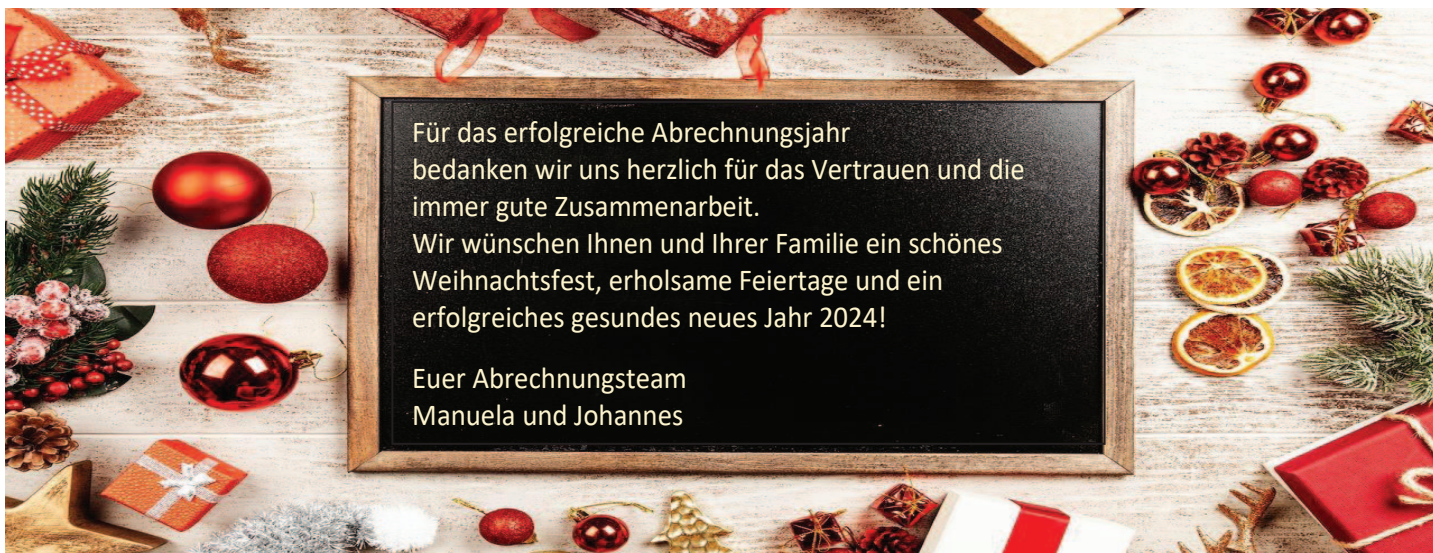 Für das erfolgreiche Abrechnungsjahr
bedanken wir uns herzlich für das Vertrauen und die
immer gute Zusammenarbeit.
Wir wünschen Ihnen und Ihrer Familie ein schönes
Weihnachtsfest, erholsame Feiertage und ein
erfolgreiches gesundes neues Jahr 2024!
Euer Abrechnungsteam
Manuela und Johannes